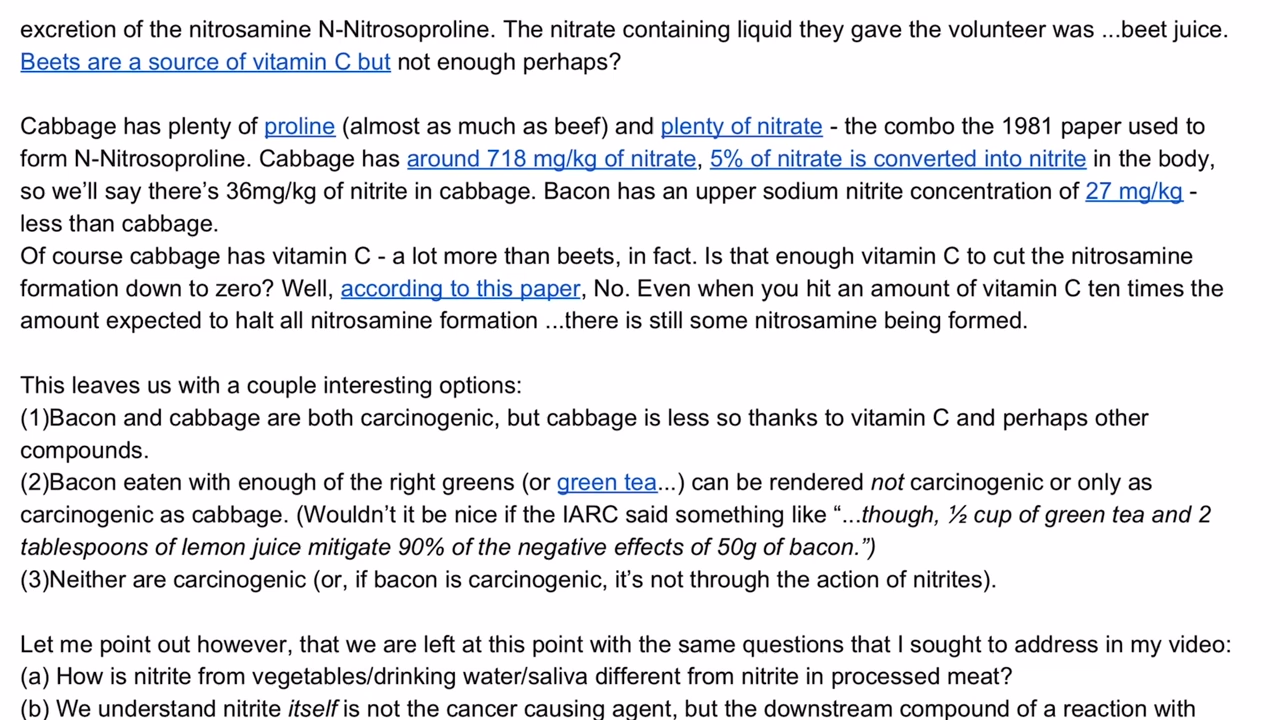 excretion of the nitrosamine N-Nitrosoproline. The nitrate containing liquid they gave the volunteer was ...beet juice.
Beets are a source of vitamin C but not enough perhaps?
Cabbage has plenty of proline (almost as much as beef) and plenty of nitrate - the combo the 1981 paper used to
form N-Nitrosoproline. Cabbage has around 718 mg/kg of nitrate, 5% of nitrate is converted into nitrite in the body,
so we’ll say there’s 36mg/kg of nitrite in cabbage. Bacon has an upper sodium nitrite concentration of 27 mg/kg -
less than cabbage.
Of course cabbage has vitamin C - a lot more than beets, in fact. Is that enough vitamin C to cut the nitrosamine
formation down to zero? Well, according to this paper, No. Even when you hit an amount of vitamin C ten times the
amount expected to halt all nitrosamine formation ...there is still some nitrosamine being formed.
This leaves us with a couple interesting options:
(1)Bacon and cabbage are both carcinogenic, but cabbage is less so thanks to vitamin C and perhaps other
compounds.
(2)Bacon eaten with enough of the right greens (or green tea...) can be rendered not carcinogenic or only as
carcinogenic as cabbage. (Wouldn’t it be nice if the IARC said something like “...though, ½ cup of green tea and 2
tablespoons of lemon juice mitigate 90% of the negative effects of 50g of bacon.”)
(3)Neither are carcinogenic (or, if bacon is carcinogenic, it’s not through the action of nitrites).
Let me point out however, that we are left at this point with the same questions that I sought to address in my video:
(a) How is nitrite from vegetables/drinking water/saliva different from nitrite in processed meat?
(b) We understand nitrite itself is not the cancer causing agent, but the downstream compound of a reaction with